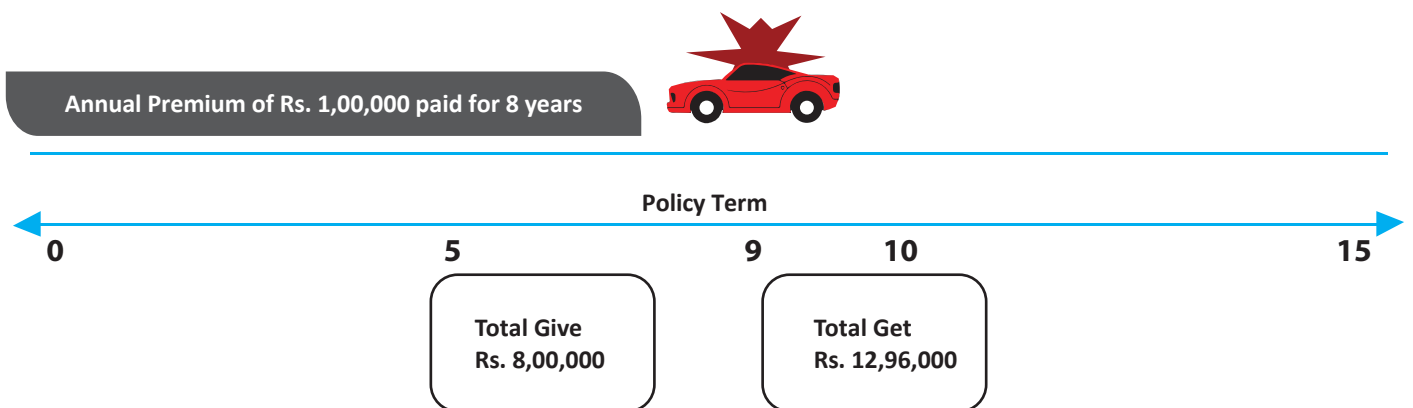 Annual Premium of Rs. 1,00,000 paid for 8 years
Policy Term
0 5 9 10 15
Total Give
Rs. 8,00,000
Total Get
Rs. 12,96,000